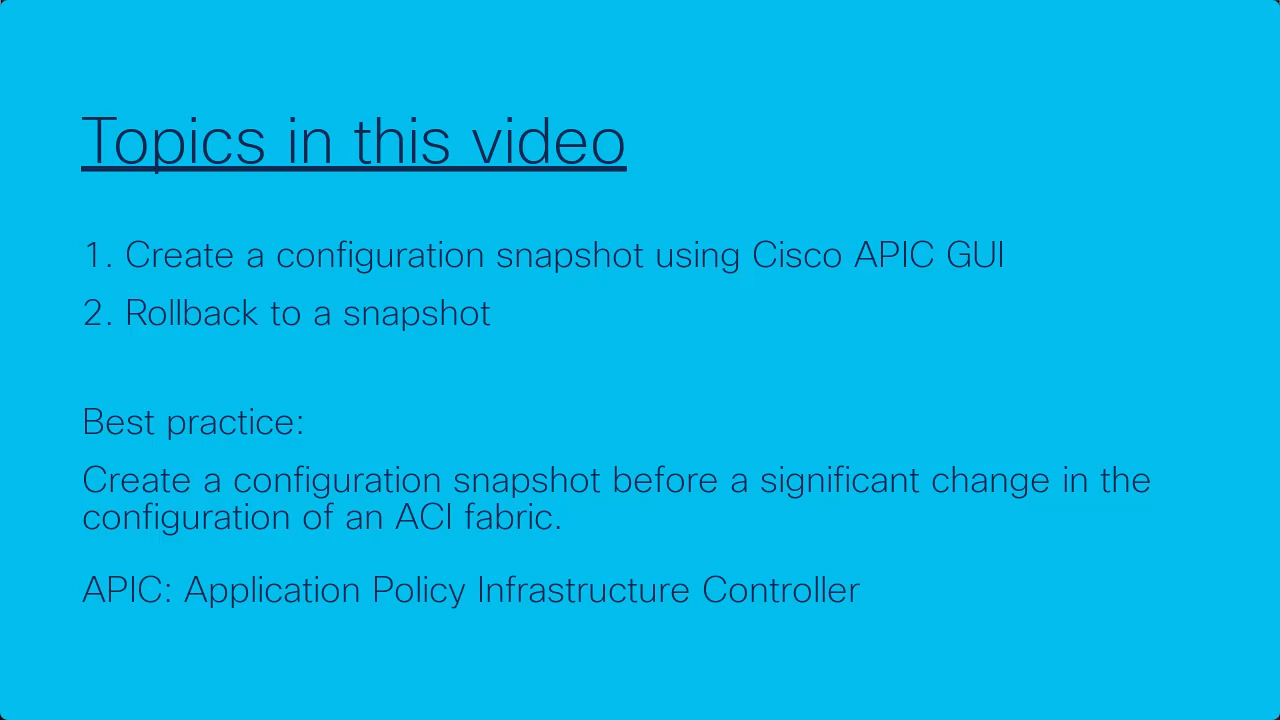 Topics in this video
1. Create a configuration snapshot using Cisco APIC GUI
2. Rollback to a snapshot
Best practice:
Create a configuration snapshot before a significant change in the
configuration of an ACI fabric.
APIC: Application Policy Infrastructure Controller